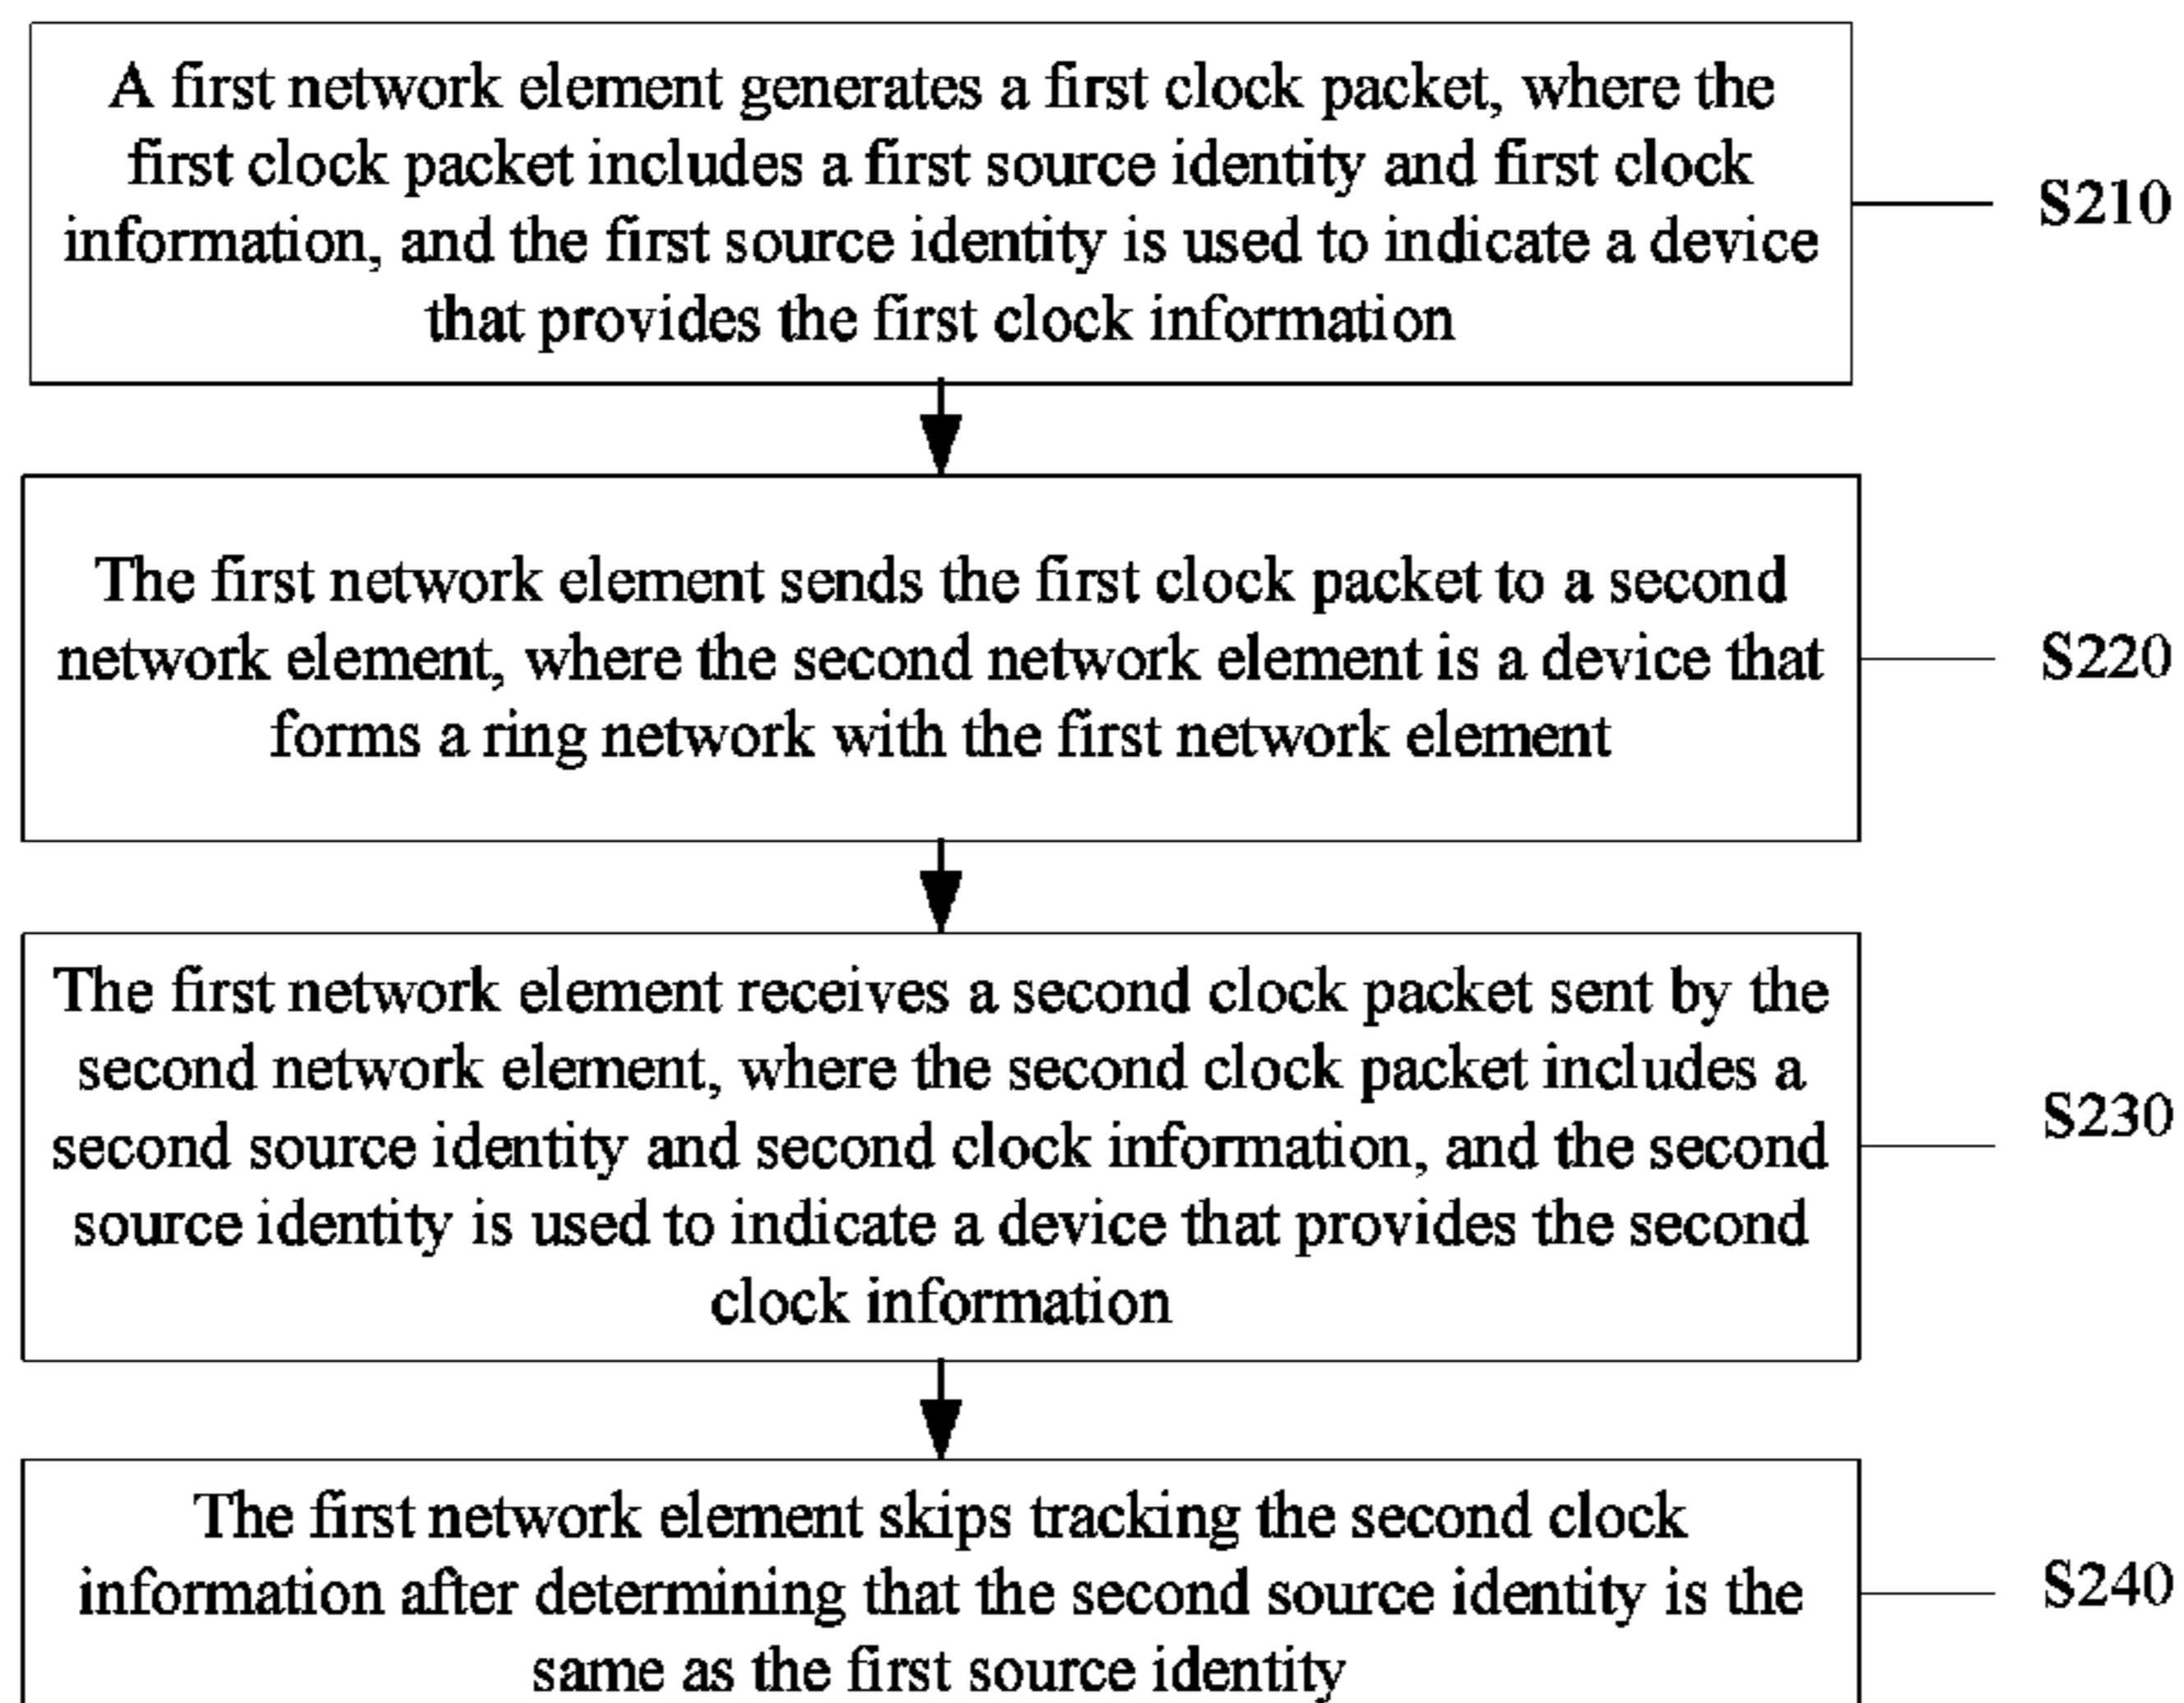 A first network element generates a first clock packet, where the
first clock packet includes a first source identity and first clock
information, and the first source identity is used to indicate a device
that provides the first clock information
S210
The first network element sends the first clock packet to a second
network element, where the second network element is a device that
forms a ring network with the first network element
S220
The first network element receives a second clock packet sent by the
second network element, where the second clock packet includes a
second source identity and second clock information, and the second
source identity is used to indicate a device that provides the second
clock information
S230
The first network element skips tracking the second clock
information after determining that the second source identity is the
same as the first source identity
S240